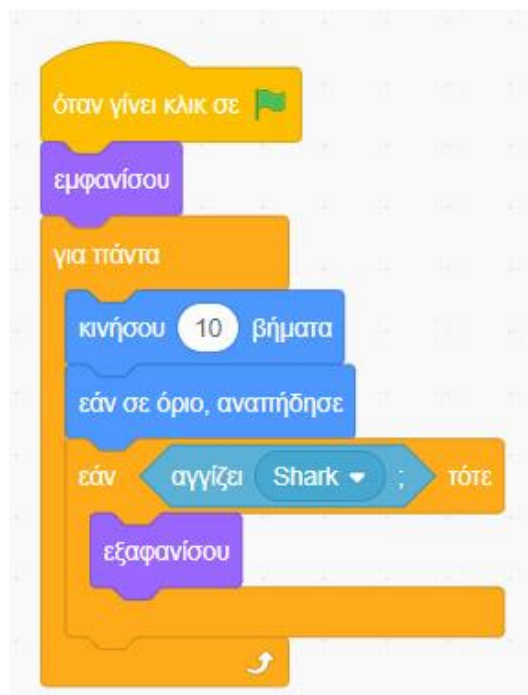 όταν γίνει κλικ σε
εμφανίσου
για πάντα
κινήσου 10 βήματα
εάν σε όριο, αναπήδησε
εάν αγγίζει Shark ; τότε
εξαφανίσου